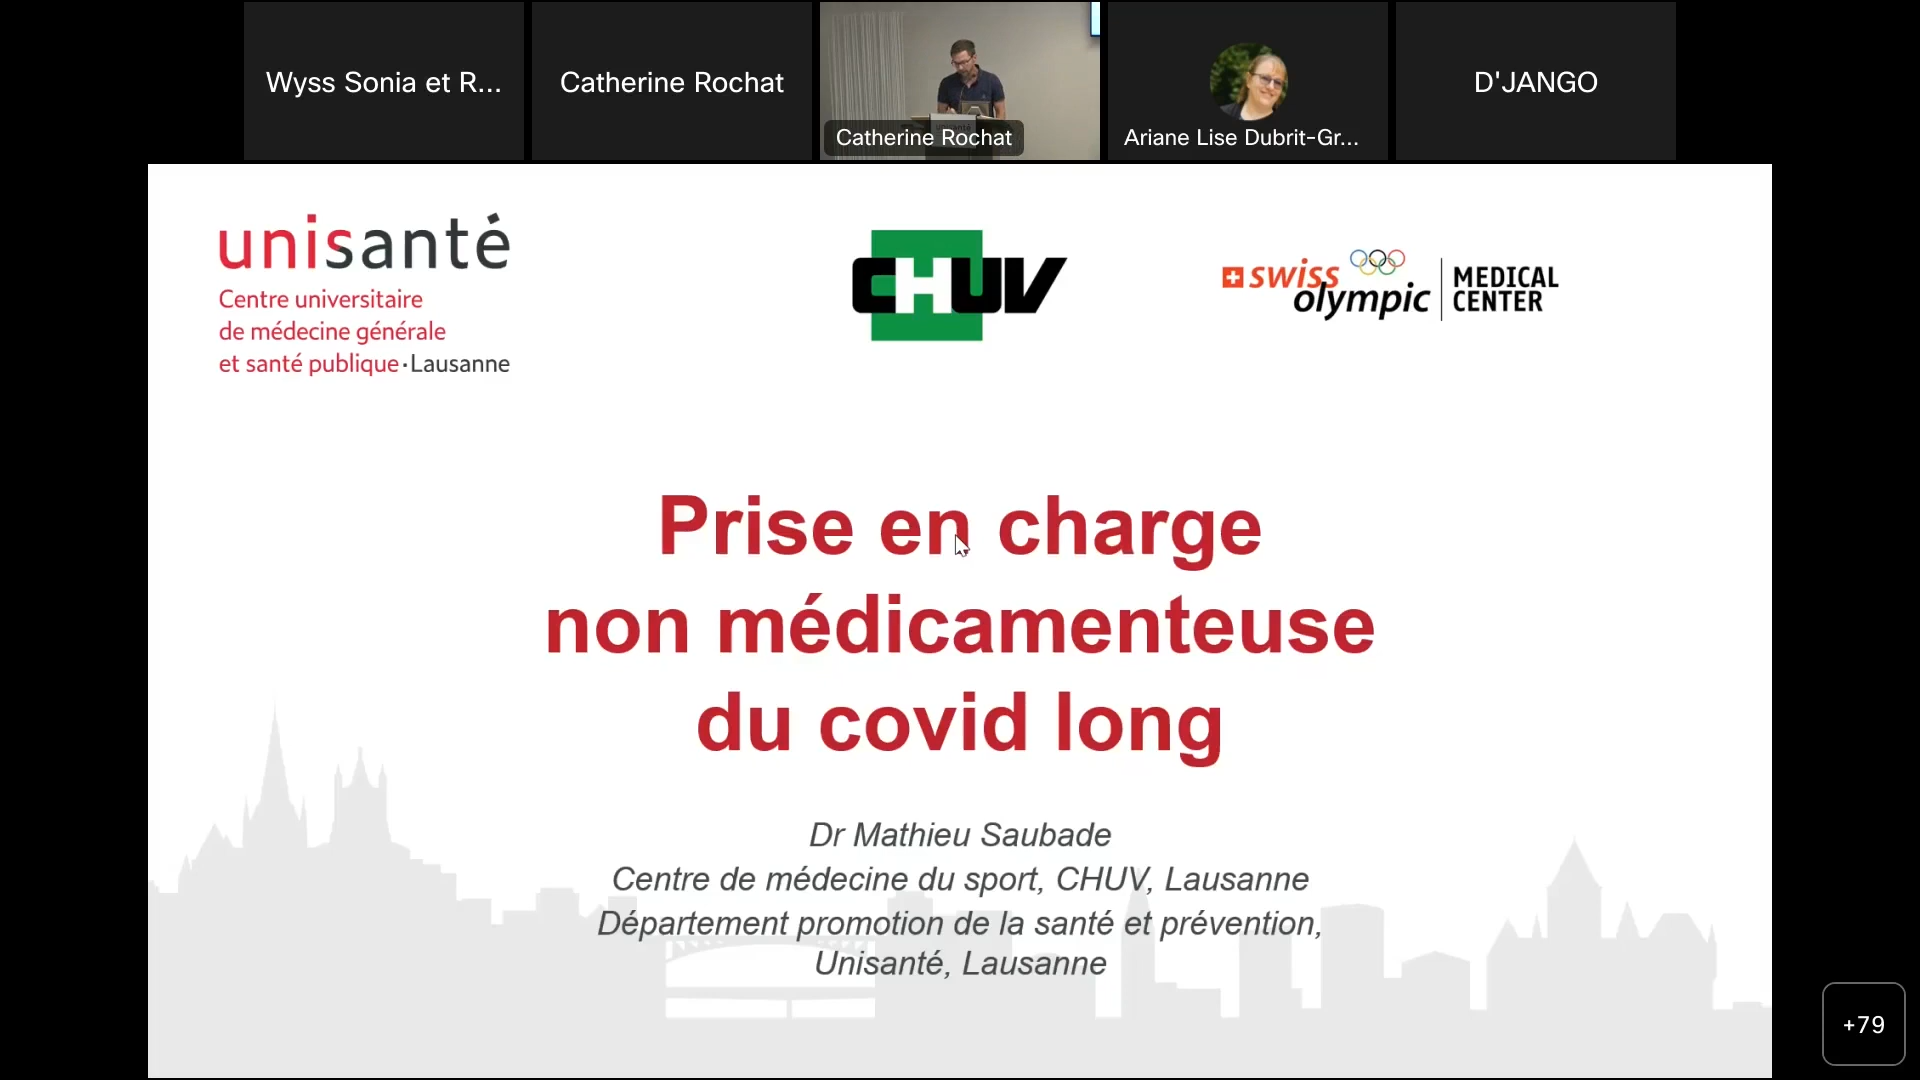 Wyss Sonia et R...
Catherine Rochat
Catherine Rochat
Ariane Lise Dubrit-Gr...
D'JANGO
unisanté
Centre universitaire
de médecine générale
et santé publique · Lausanne
CHUV
swiss olympic
MEDICAL CENTER
Prise en charge
non médicamenteuse
du covid long
Dr Mathieu Saubade
Centre de médecine du sport, CHUV, Lausanne
Département promotion de la santé et prévention,
Unisanté, Lausanne
+79